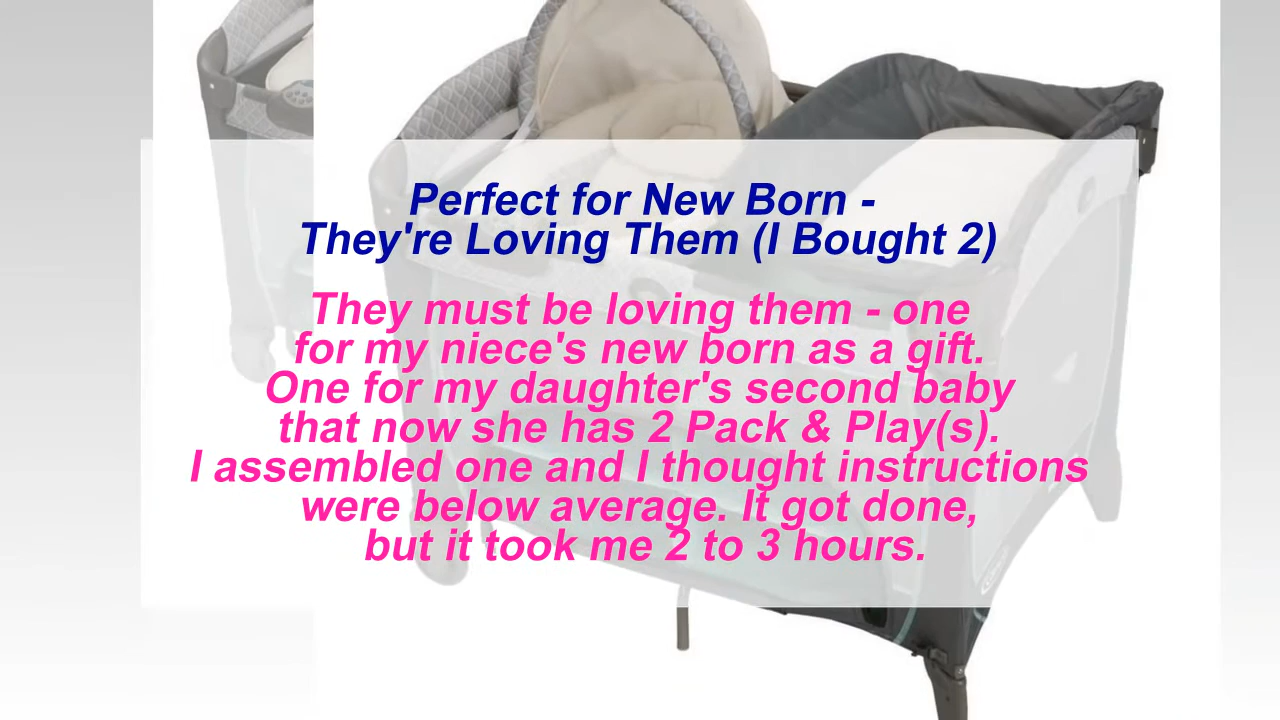 Perfect for New Born -
They're Loving Them (I Bought 2)
They must be loving them - one
for my niece's new born as a gift.
One for my daughter's second baby
that now she has 2 Pack & Play(s).
I assembled one and I thought instructions
were below average. It got done,
but it took me 2 to 3 hours.